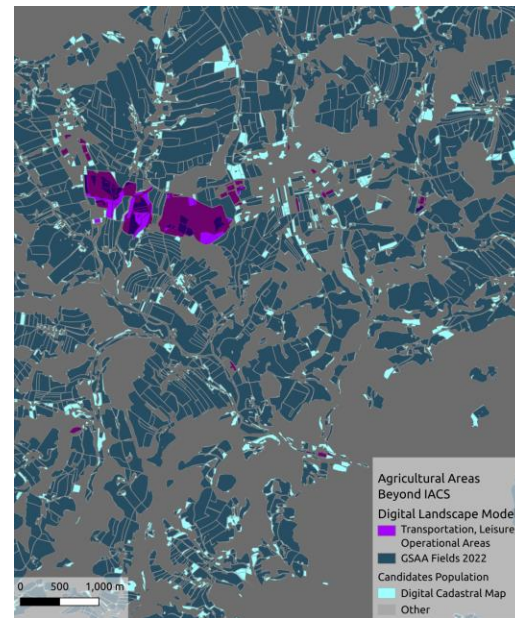 Agricultural Areas
Beyond IACS
Digital Landscape Mode
Transportation, Leisure
Operational Areas
GSAA Fields 2022
Candidates Population
Digital Cadastral Map
Other
0 500 1,000 m